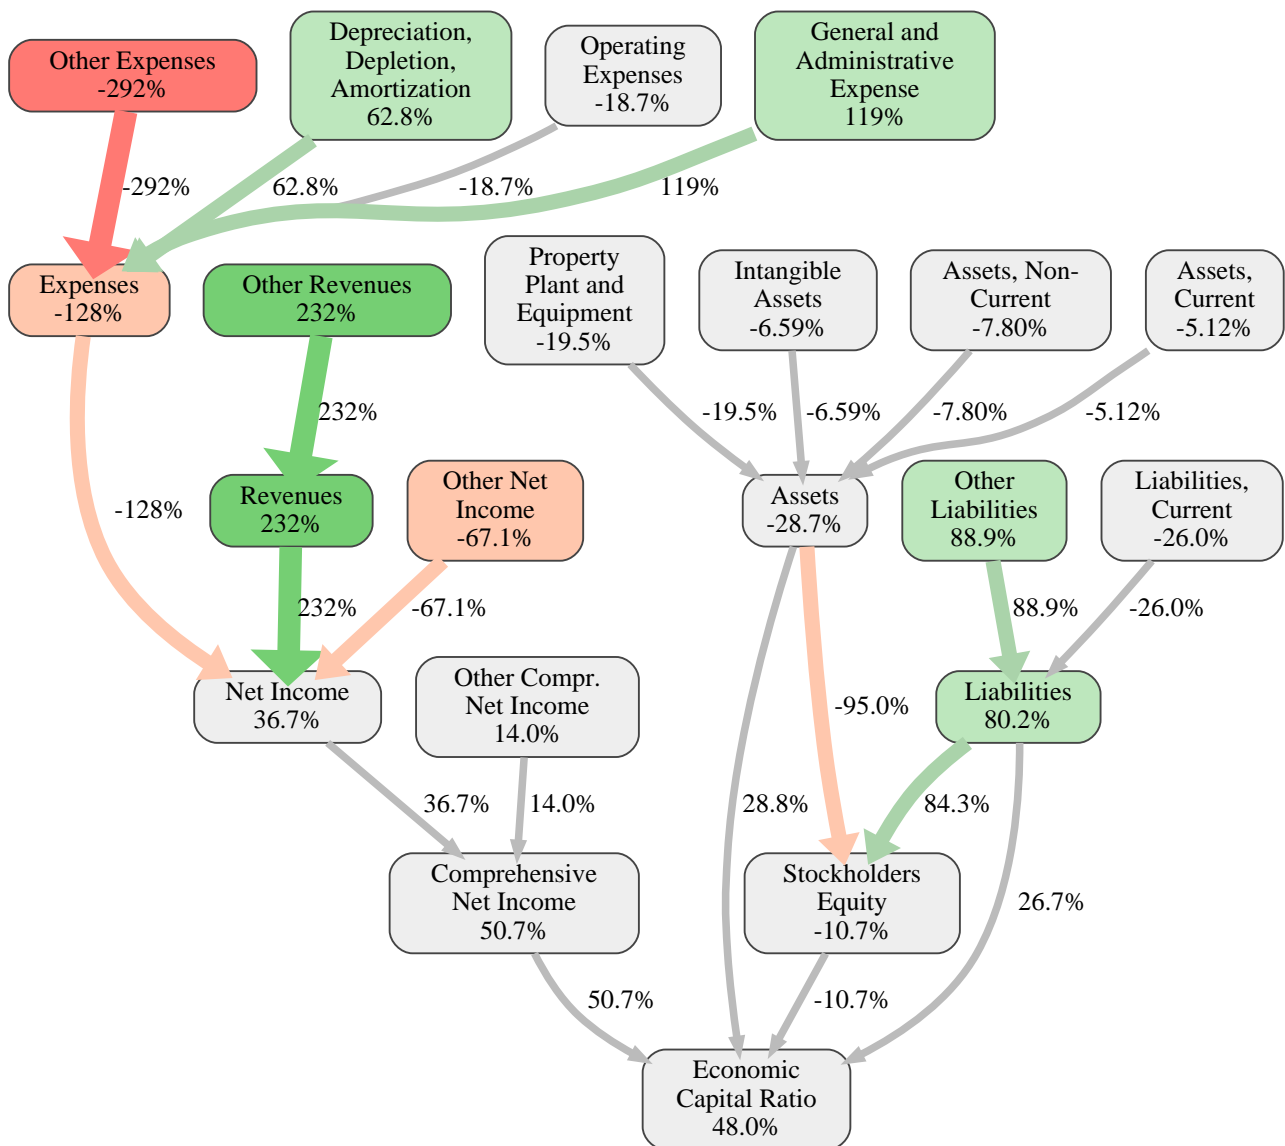 Other Expenses
-292%
Depreciation,
Depletion,
Amortization
62.8%
Operating
Expenses
-18.7%
General and
Administrative
Expense
119%
-292%
62.8%
-18.7%
119%
Expenses
-128%
Other Revenues
232%
Property
Plant and
Equipment
-19.5%
Intangible
Assets
-6.59%
Assets, Non-
Current
-7.80%
Assets,
Current
-5.12%
232%
-19.5%
-6.59%
-7.80%
-5.12%
-128%
Revenues
232%
Other Net
Income
-67.1%
Assets
-28.7%
Other
Liabilities
88.9%
Liabilities,
Current
-26.0%
232%
-67.1%
88.9%
-26.0%
Net Income
36.7%
Other Compr.
Net Income
14.0%
-95.0%
Liabilities
80.2%
36.7%
14.0%
28.8%
84.3%
Comprehensive
Net Income
50.7%
Stockholders
Equity
-10.7%
26.7%
50.7%
-10.7%
Economic
Capital Ratio
48.0%